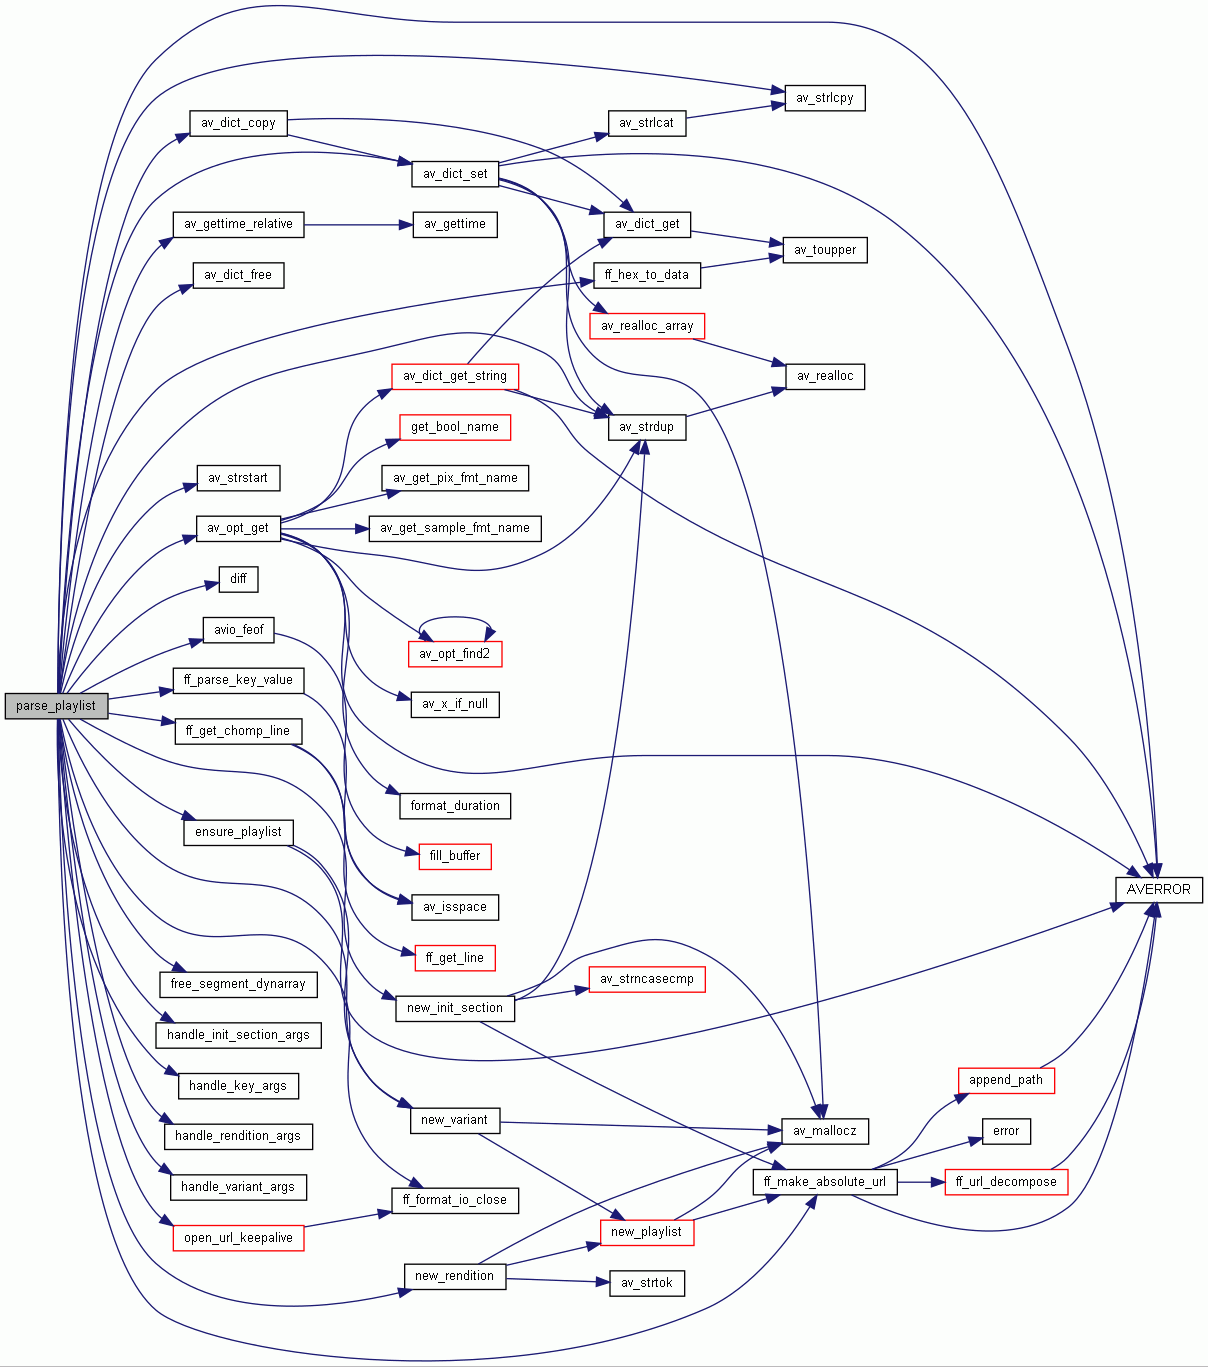 av_strlcpy
av_dict_copy
av_strlcat
av_dict_set
av_gettime_relative
av_gettime
av_dict_get
av_toupper
av_dict_free
ff_hex_to_data
av_realloc_array
av_dict_get_string
av_realloc
get_bool_name
av_strdup
av_strstart
av_get_pix_fmt_name
av_opt_get
av_get_sample_fmt_name
diff
avio_feof
av_opt_find2
ff_parse_key_value
parse_playlist
av_x_if_null
ff_get_chomp_line
format_duration
ensure_playlist
fill_buffer
AVERROR
av_isspace
ff_get_line
free_segment_dynarray
av_strncasecmp
new_init_section
handle_init_section_args
handle_key_args
append_path
new_variant
handle_rendition_args
av_mallocz
error
handle_variant_args
ff_make_absolute_url
ff_url_decompose
ff_format_io_close
open_url_keepalive
new_playlist
new_rendition
av_strtok